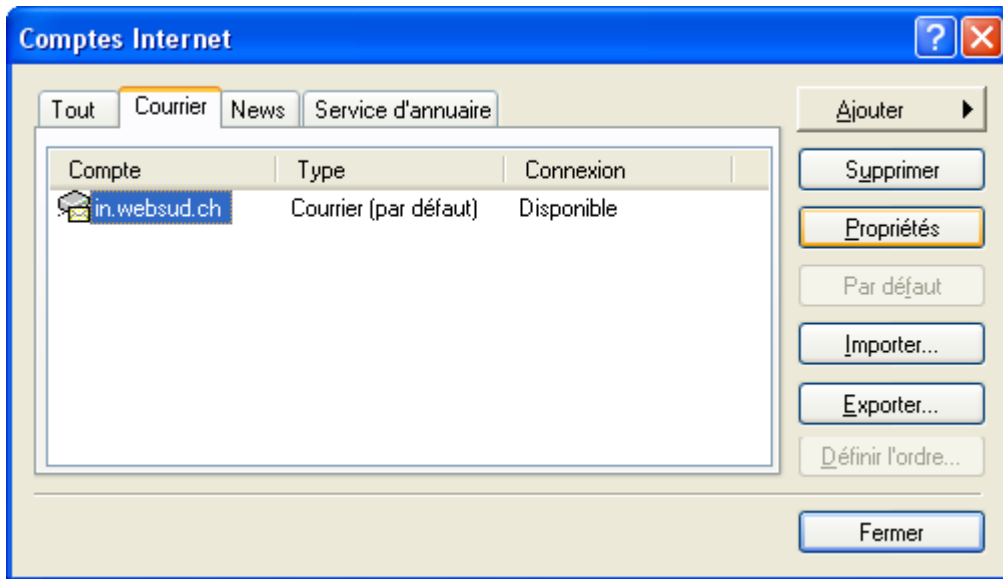 Comptes Internet
Tout Courrier News Service d'annuaire
Ajouter
Compte Type Connexion
Supprimer
in.websud.ch Courrier (par défaut) Disponible
Propriétés
Par défaut
Importer...
Exporter...
Définir l'ordre...
Fermer